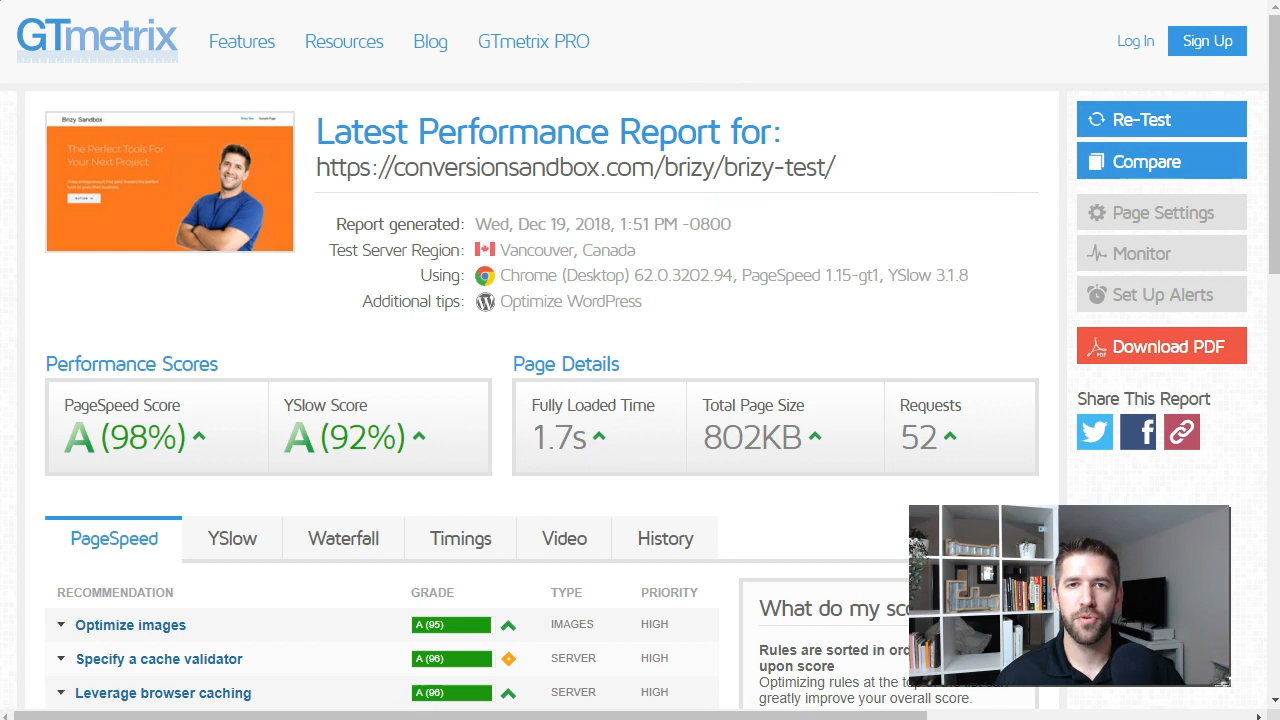 GTmetrix
Features Resources Blog GTmetrix PRO
Log In Sign Up
Brizy Sandbox
The Perfect Tools For
Your Next Project
Latest Performance Report for:
https://conversionsandbox.com/brizy/brizy-test/
Report generated: Wed, Dec 19, 2018, 1:51 PM -0800
Test Server Region: Vancouver, Canada
Using: Chrome (Desktop) 62.0.3202.94, PageSpeed 1.15-gt1, YSlow 3.1.8
Additional tips: Optimize WordPress
Re-Test
Compare
Page Settings
Monitor
Set Up Alerts
PDF Download PDF
Share This Report
Performance Scores
PageSpeed Score YSlow Score
A (98%) A (92%)
Page Details
Fully Loaded Time Total Page Size Requests
1.7s 802KB 52
PageSpeed YSlow Waterfall Timings Video History
RECOMMENDATION GRADE TYPE PRIORITY
Optimize images A (95) IMAGES HIGH
Specify a cache validator A (96) SERVER HIGH
Leverage browser caching A (96) SERVER HIGH
What do my
Rules are sorted in
upon score
Optimizing rules at the
greatly improve your overall score.